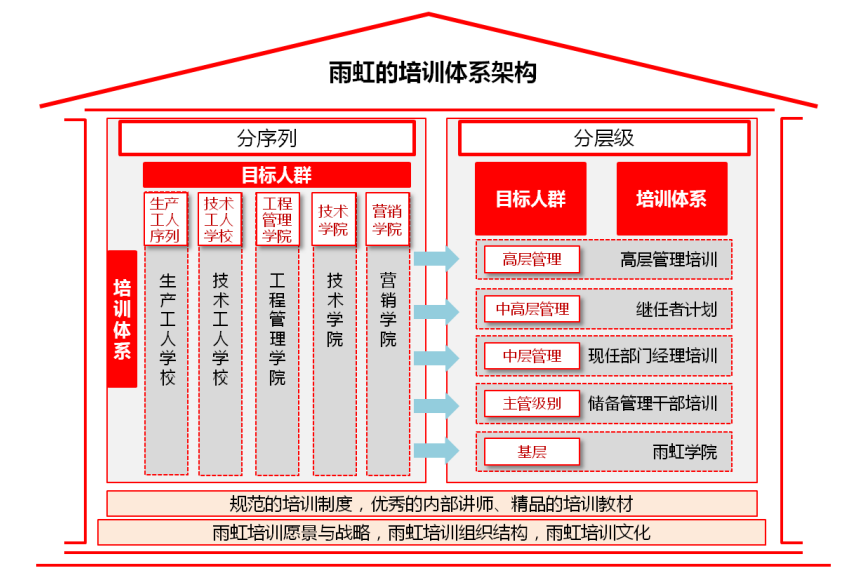 雨虹的培训体系架构
分序列
目标人群
生产
工人
序列
技术
工人
学校
工程
管理
学院
技术
学院
营销
学院
培训体系
生产工人学校
技术工人学校
工程管理学院
技术学院
营销学院
分层级
目标人群 培训体系
高层管理 高层管理培训
中高层管理 继任者计划
中层管理 现任部门经理培训
主管级别 储备管理干部培训
基层 雨虹学院
规范的培训制度，优秀的内部讲师、精品的培训教材
雨虹培训愿景与战略，雨虹培训组织结构，雨虹培训文化